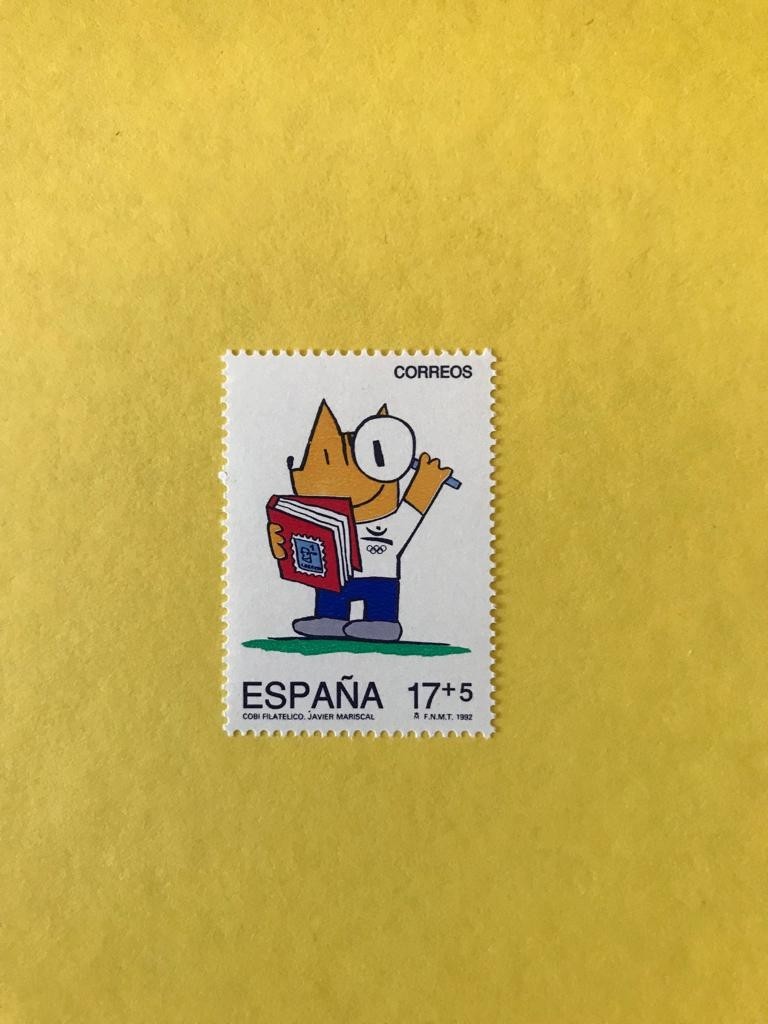 CORREOS
ESPAÑA 17+5
COBI FILATELICO. JAVIER MARISCAL F.N.M.T. 1992